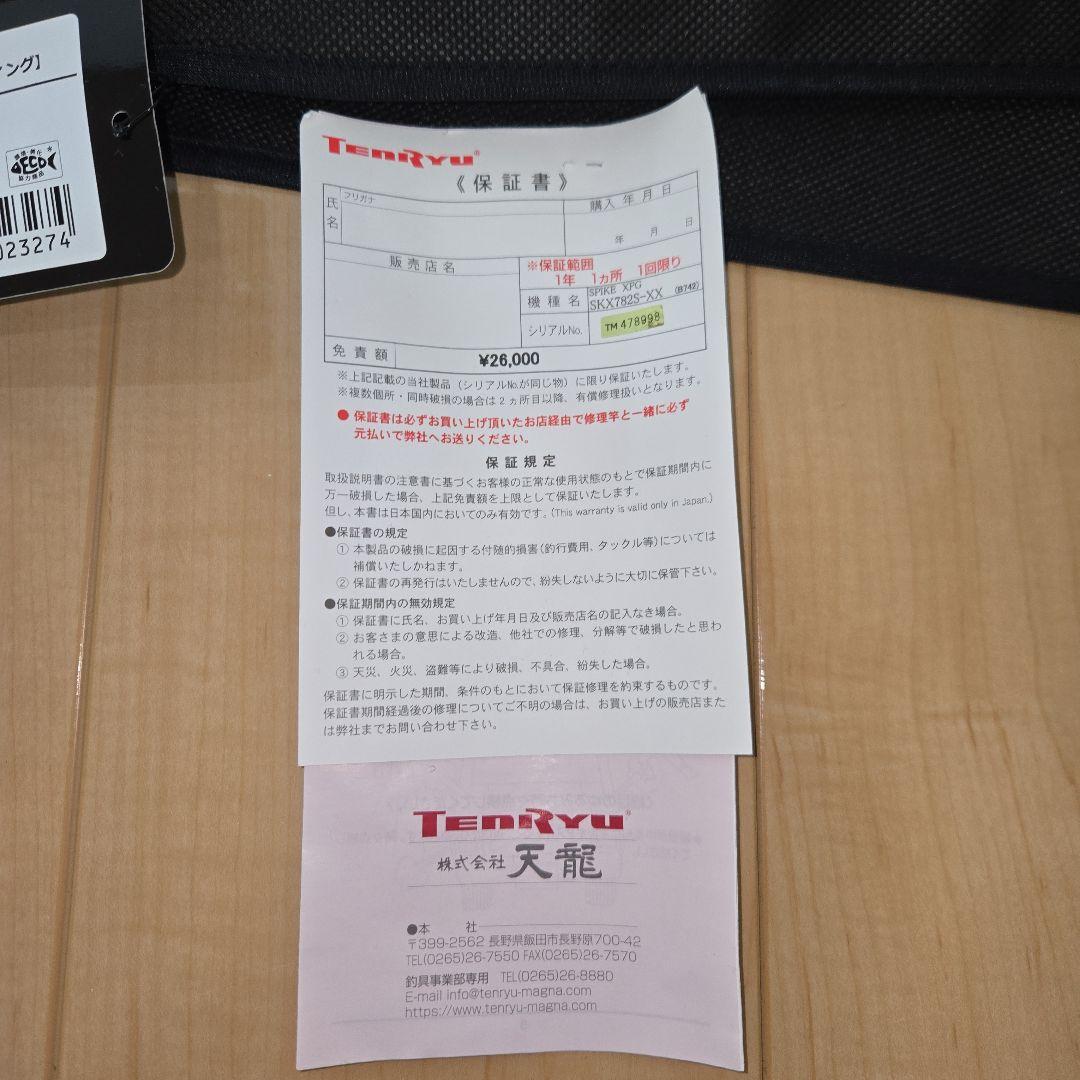 ィング】
023274
TENRYU®
《保証書》
フリガナ
氏名
購入 年 月 日
年 月 日
販売店名
※保証範囲
1年 1ヵ所 1回限り
機種名
SPIKE XPG
SKX782S-XX (B742)
シリアルNo.
TM 478998
免責額
¥26,000
※上記記載の当社製品（シリアルNo.が同じ物）に限り保証いたします。
※複数個所・同時破損の場合は2ヵ所目以降、有償修理扱いとなります。
●保証書は必ずお買い上げ頂いたお店経由で修理竿と一緒に必ず
元払いで弊社へお送りください。
保証規定
取扱説明書の注意書に基づくお客様の正常な使用状態のもとで保証期間内に
万一破損した場合、上記免責額を上限として保証いたします。
但し、本書は日本国内においてのみ有効です。(This warranty is valid only in Japan.)
●保証書の規定
① 本製品の破損に起因する付随的損害(釣行費用、タックル等)については
補償いたしかねます。
② 保証書の再発行はいたしませんので、紛失しないように大切に保管下さい。
●保証期間内の無効規定
① 保証書に氏名、お買い上げ年月日及び販売店名の記入なき場合。
② お客さまの意思による改造、他社での修理、分解等で破損したと思わ
れる場合。
③ 天災、火災、盗難等により破損、不具合、紛失した場合。
保証書に明示した期間、条件のもとにおいて保証修理を約束するものです。
保証書期間経過後の修理についてご不明の場合は、お買い上げの販売店また
は弊社までお問い合わせ下さい。
TENRYU®
株式会社 天龍
●本 社
〒399-2562 長野県飯田市長野原700-42
TEL(0265)26-7550 FAX(0265)26-7570
釣具事業部専用 TEL(0265)26-8880
E-mail info@tenryu-magna.com
https://www.tenryu-magna.com